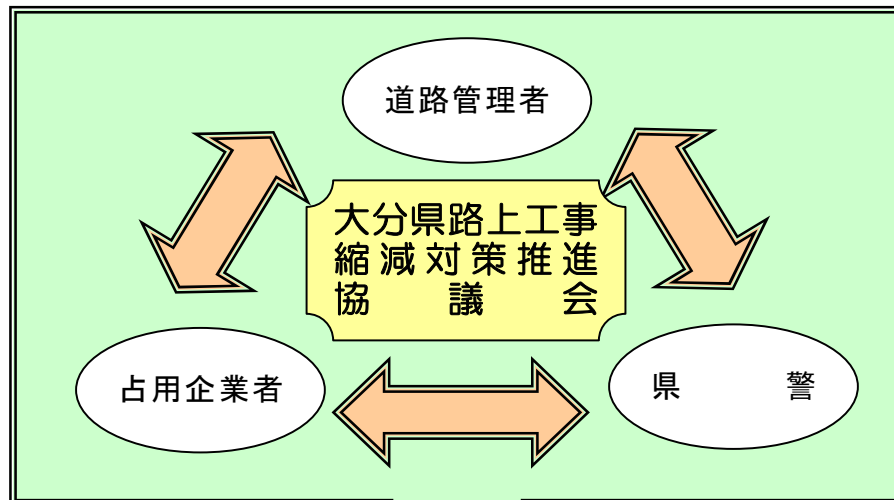 道路管理者
大分県路上工事
縮減対策推進
協議会
占用企業者
県警